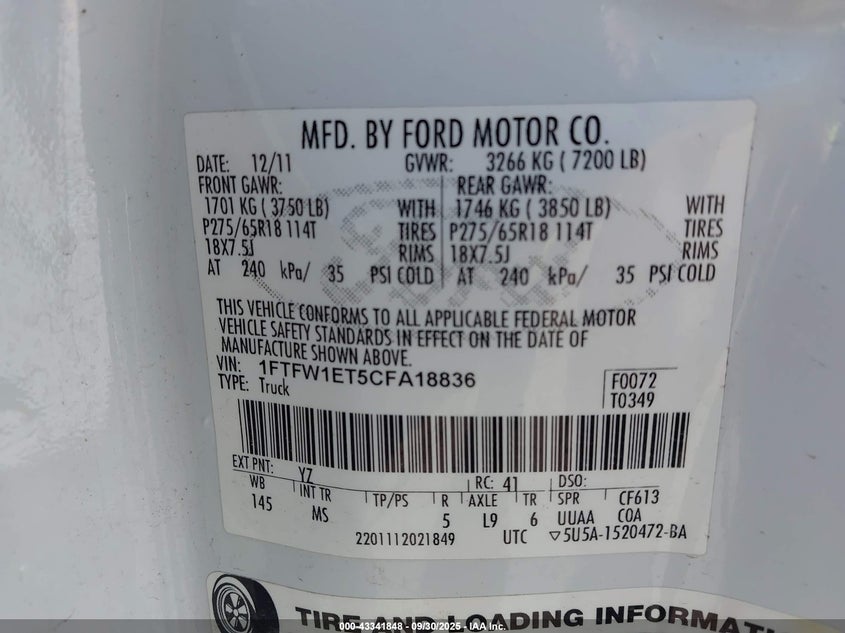 MFD. BY FORD MOTOR CO.
DATE: 12/11 GVWR: 3266 KG ( 7200 LB)
FRONT GAWR: REAR GAWR:
1701 KG ( 3750 LB) WITH 1746 KG ( 3850 LB) WITH
P275/65R18 114T TIRES P275/65R18 114T TIRES
18X7.5J RIMS 18X7.5J RIMS
AT 240 kPa/ 35 PSI COLD AT 240 kPa/ 35 PSI COLD
THIS VEHICLE CONFORMS TO ALL APPLICABLE FEDERAL MOTOR
VEHICLE SAFETY STANDARDS IN EFFECT ON THE DATE OF
MANUFACTURE SHOWN ABOVE.
VIN: 1FTFW1ET5CFA18836 F0072
TYPE: Truck T0349
EXT PNT: YZ RC: 41 DSO:
WB INT TR TP/PS R AXLE TR SPR CF613
145 MS 5 L9 6 UUAA COA
2201112021849 UTC ▽5U5A-1520472-BA
TIRE AND LOADING INFORMATI
000-43341848 - 09/30/2025 - IAA Inc.